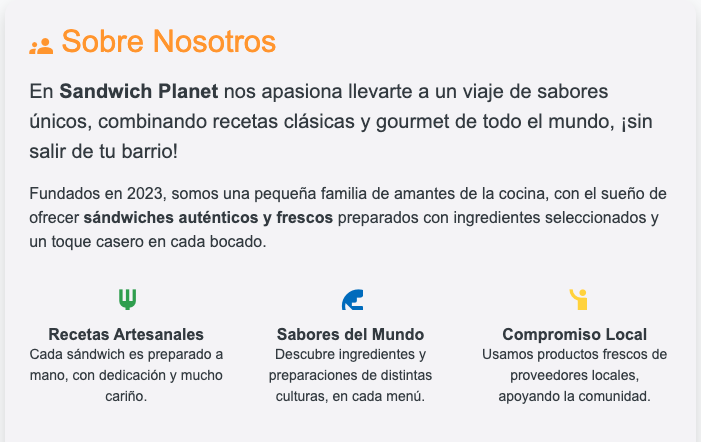 Sobre Nosotros
En Sandwich Planet nos apasiona llevarte a un viaje de sabores
únicos, combinando recetas clásicas y gourmet de todo el mundo, ¡sin
salir de tu barrio!
Fundados en 2023, somos una pequeña familia de amantes de la cocina, con el sueño de
ofrecer sándwiches auténticos y frescos preparados con ingredientes seleccionados y
un toque casero en cada bocado.
Recetas Artesanales
Cada sándwich es preparado a
mano, con dedicación y mucho
cariño.
Sabores del Mundo
Descubre ingredientes y
preparaciones de distintas
culturas, en cada menú.
Compromiso Local
Usamos productos frescos de
proveedores locales,
apoyando la comunidad.